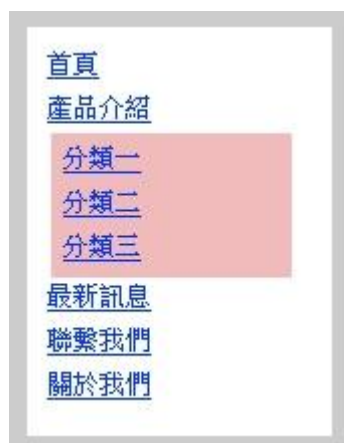 首頁
產品介紹
分類一
分類二
分類三
最新訊息
聯繫我們
關於我們